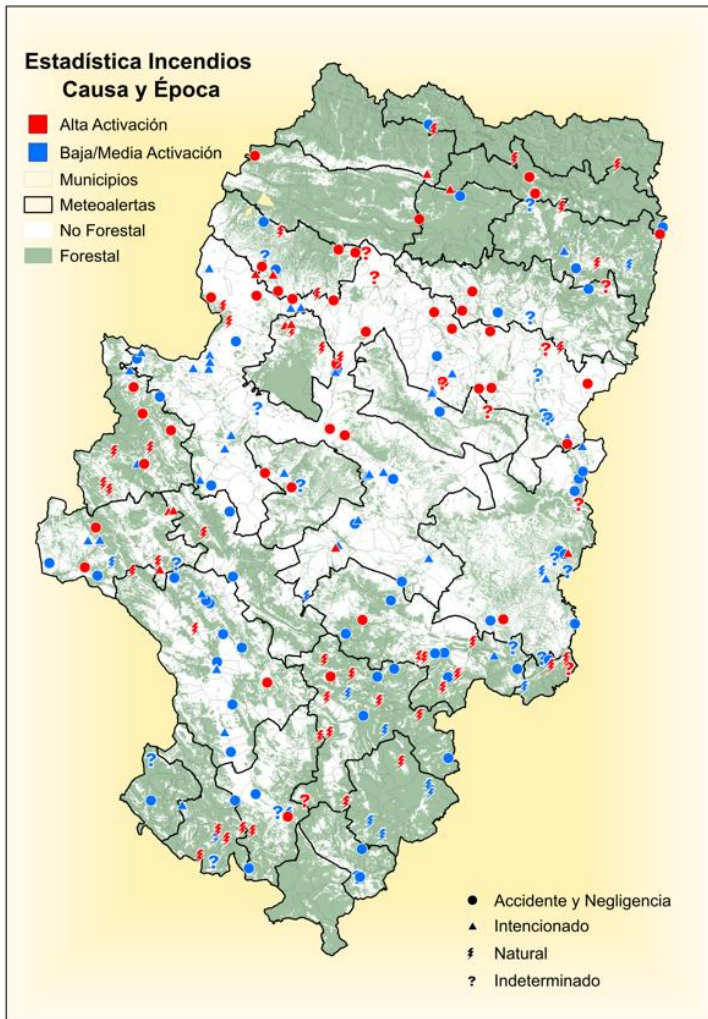 Estadística Incendios
Causa y Época
Alta Activación
Baja/Media Activación
Municipios
Meteoalertas
No Forestal
Forestal
Accidente y Negligencia
Intencionado
Natural
? Indeterminado